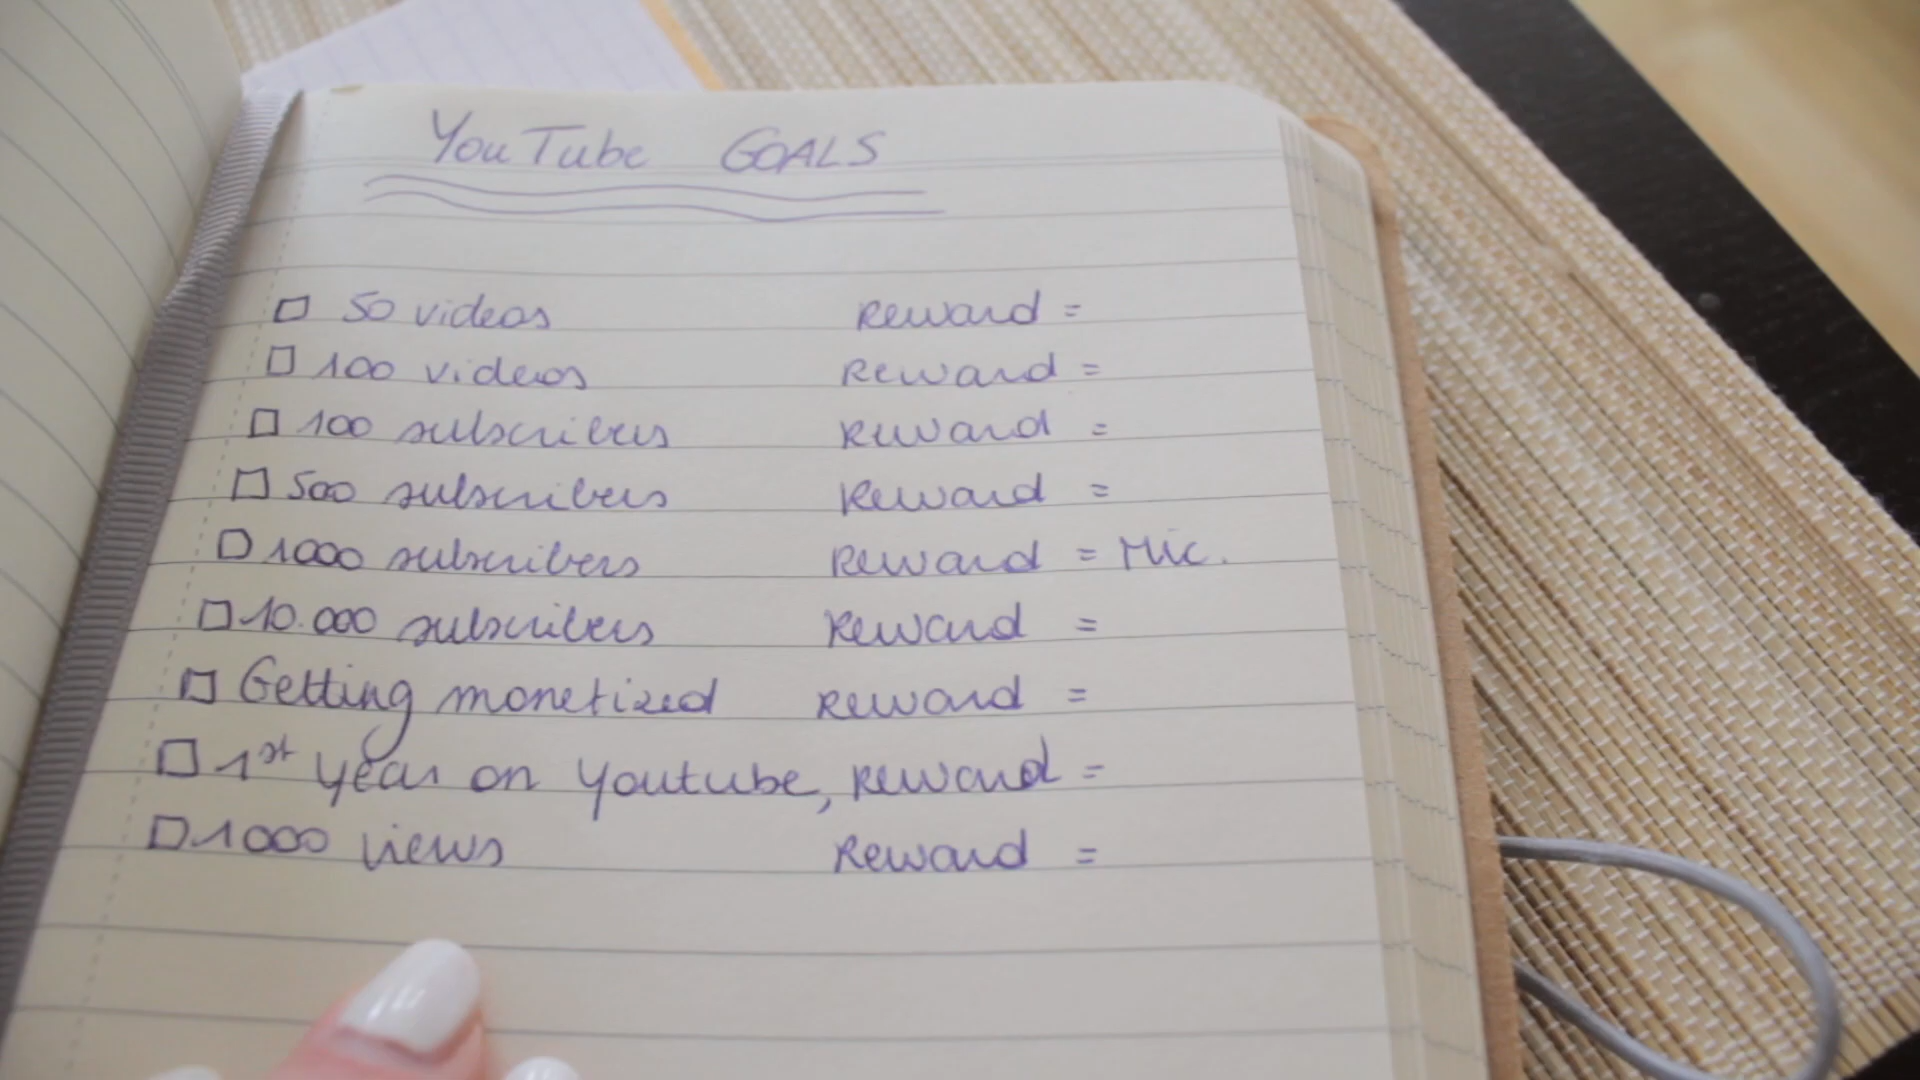 YouTube GOALS
□ 50 videos Reward =
□ 100 videos Reward =
□ 100 subscribers Reward =
□ 500 subscribers Reward =
□ 1000 subscribers Reward = Mic.
□ 10.000 subscribers Reward =
□ Getting monetized Reward =
□ 1st year on youtube, Reward =
□ 1000 views Reward =